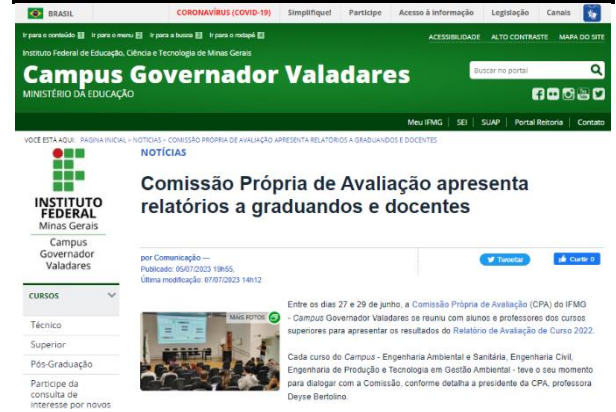 BRASIL CORONAVÍRUS (COVID-19) Simplifique! Participe Acesso à informação Legislação Canais
Ir para o conteúdo 1 Ir para o menu 2 Ir para a busca 3 Ir para o rodapé 4 ACESSIBILIDADE ALTO CONTRASTE MAPA DO SITE
Instituto Federal de Educação, Ciência e Tecnologia de Minas Gerais
Campus Governador Valadares
MINISTÉRIO DA EDUCAÇÃO
Buscar no portal
Meu IFMG SEI SUAP Portal Reitoria Contato
VOCÊ ESTÁ AQUI: PÁGINA INICIAL > NOTÍCIAS > COMISSÃO PRÓPRIA DE AVALIAÇÃO APRESENTA RELATÓRIOS A GRADUANDOS E DOCENTES
INSTITUTO
FEDERAL
Minas Gerais
Campus
Governador
Valadares
CURSOS
Técnico
Superior
Pós-Graduação
Participe da
consulta de
interesse por novos
NOTÍCIAS
Comissão Própria de Avaliação apresenta
relatórios a graduandos e docentes
por Comunicação —
Publicado: 05/07/2023 19h55,
Última modificação: 07/07/2023 14h12
Tweetar
Curtir 0
MAIS FOTOS
Entre os dias 27 e 29 de junho, a Comissão Própria de Avaliação (CPA) do IFMG
- Campus Governador Valadares se reuniu com alunos e professores dos cursos
superiores para apresentar os resultados do Relatório de Avaliação de Curso 2022.
Cada curso do Campus - Engenharia Ambiental e Sanitária, Engenharia Civil,
Engenharia de Produção e Tecnologia em Gestão Ambiental - teve o seu momento
para dialogar com a Comissão, conforme detalha a presidente da CPA, professora
Deyse Bertolino.